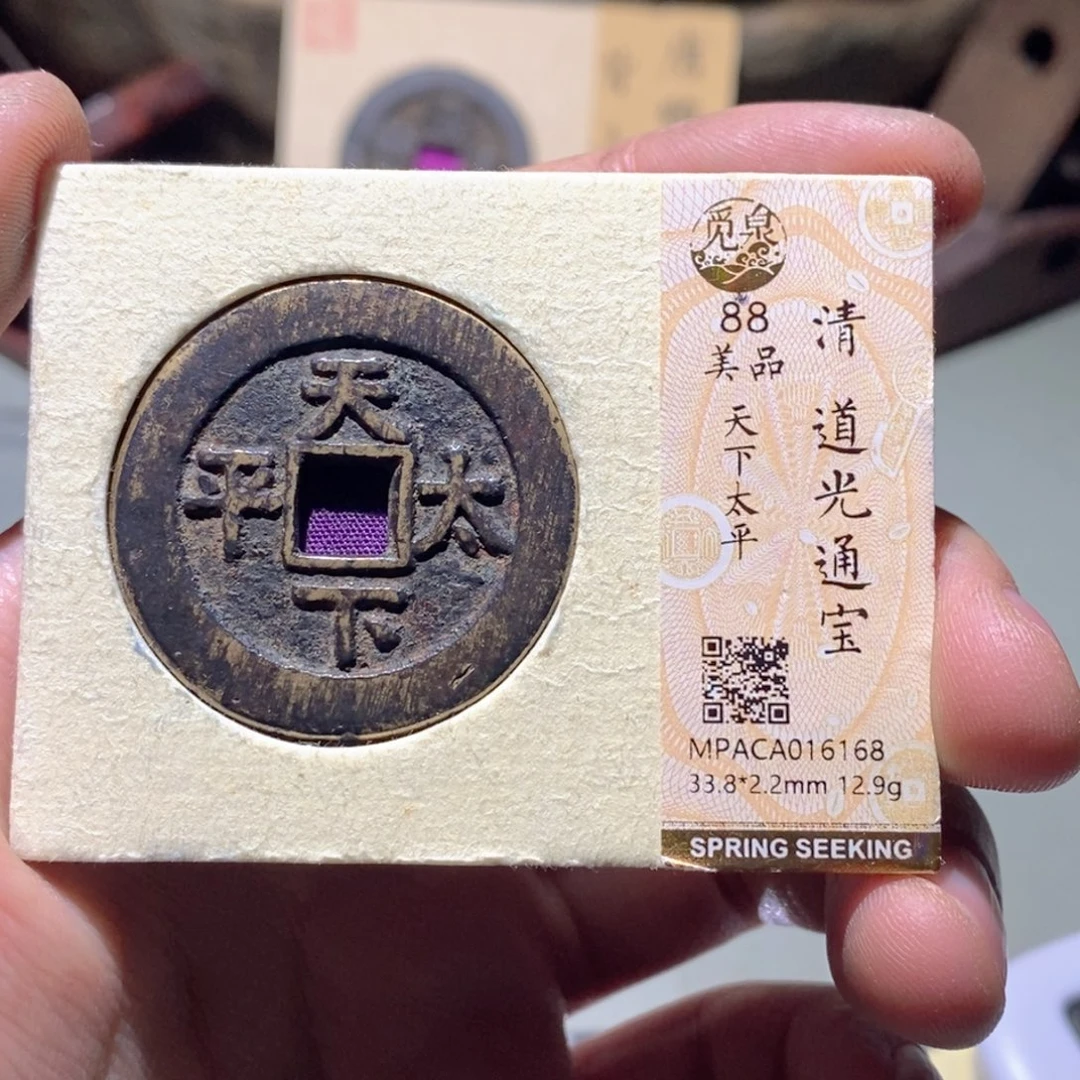 天下太平
觅泉
88
美品
天下太平
清 道光通宝
MPACA016168
33.8*2.2mm 12.9g
SPRING SEEKING